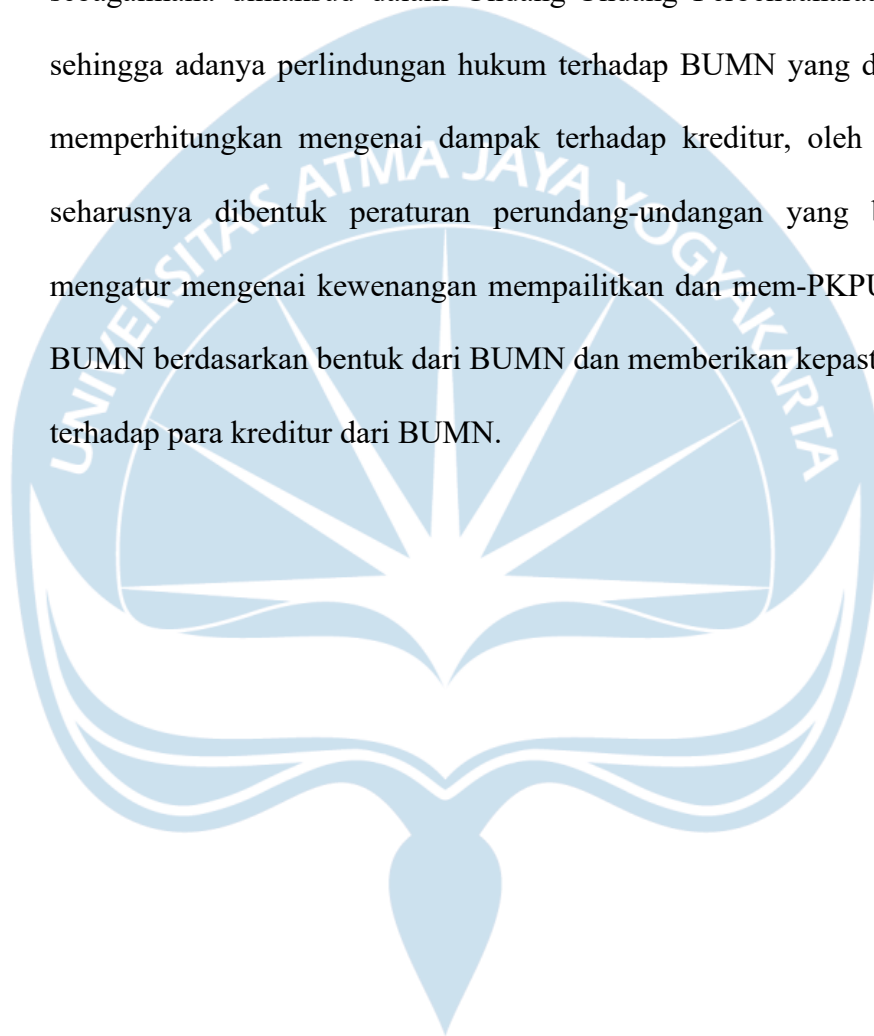 sehingga adanya perlindungan hukum terhadap BUMN yang d
memperhitungkan mengenai dampak terhadap kreditur, oleh
seharusnya dibentuk peraturan perundang-undangan yang b
mengatur mengenai kewenangan mempailitkan dan mem-PKPU
BUMN berdasarkan bentuk dari BUMN dan memberikan kepast
terhadap para kreditur dari BUMN.
UNIVERSITAS ATMA JAYA YOGYAKARTA